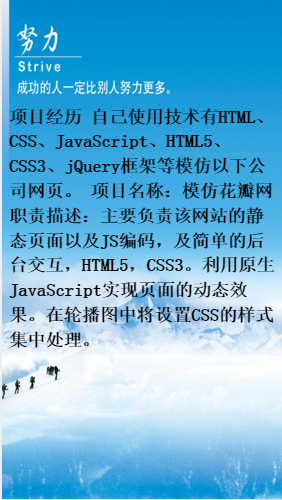 努力
Strive
成功的人一定比别人努力更多。
项目经历 自己使用技术有HTML、
CSS、JavaScript、HTML5、
CSS3、jQuery框架等模仿以下公
司网页。 项目名称：模仿花瓣网
职责描述：主要负责该网站的静
态页面以及JS编码，及简单的后
台交互，HTML5，CSS3。利用原生
JavaScript实现页面的动态效
果。在轮播图中将设置CSS的样式
集中处理。